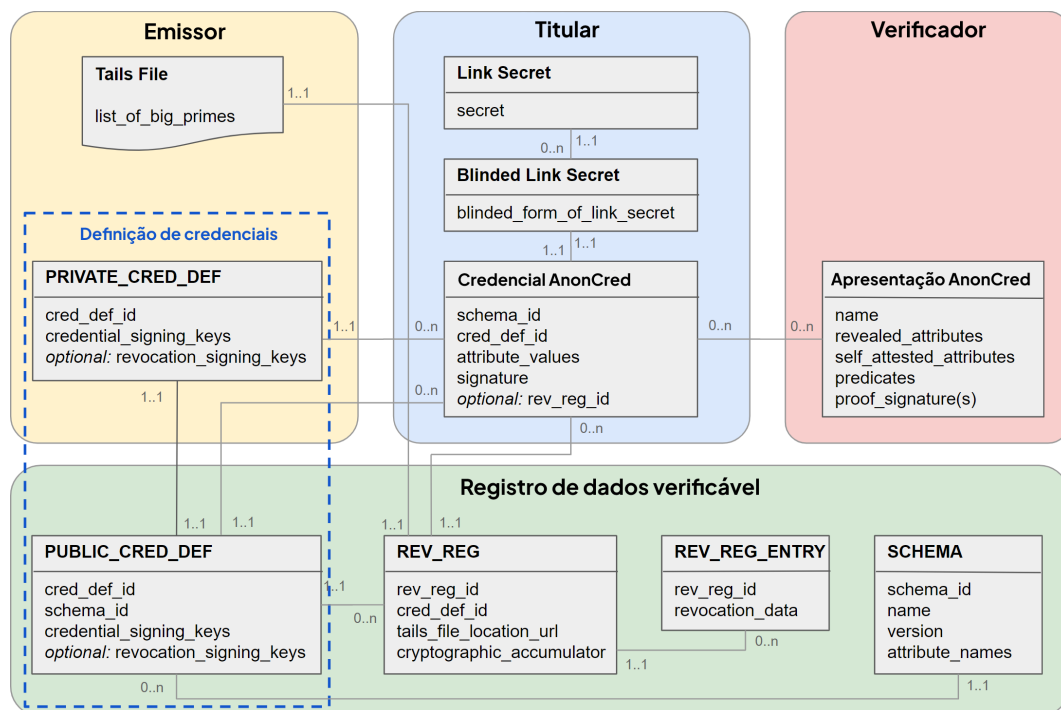 Emissor
Tails File
list_of_big_primes
1..1
Definição de credenciais
PRIVATE_CRED_DEF
cred_def_id
credential_signing_keys
optional: revocation_signing_keys
1..1
1..1
Titular
Link Secret
secret
0..n
1..1
Blinded Link Secret
blinded_form_of_link_secret
1..1
1..1
Credencial AnonCred
schema_id
cred_def_id
attribute_values
signature
optional: rev_reg_id
0..n
0..n
0..n
0..n
Verificador
Apresentação AnonCred
name
revealed_attributes
self_attested_attributes
predicates
proof_signature(s)
0..n
Registro de dados verificável
1..1
1..1
1..1
1..1
PUBLIC_CRED_DEF
cred_def_id
schema_id
credential_signing_keys
optional: revocation_signing_keys
1..1
0..n
0..n
REV_REG
rev_reg_id
cred_def_id
tails_file_location_url
cryptographic_accumulator
1..1
REV_REG_ENTRY
rev_reg_id
revocation_data
0..n
SCHEMA
schema_id
name
version
attribute_names
1..1